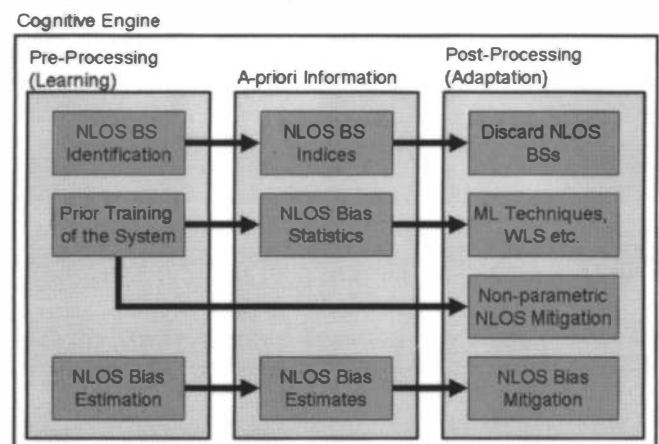 Cognitive Engine
Pre-Processing
(Learning)
A-priori Information
Post-Processing
(Adaptation)
NLOS BS
Identification
NLOS BS
Indices
Discard NLOS
BSs
Prior Training
of the System
NLOS Bias
Statistics
ML Techniques,
WLS etc.
Non-parametric
NLOS Mitigation
NLOS Bias
Estimation
NLOS Bias
Estimates
NLOS Bias
Mitigation